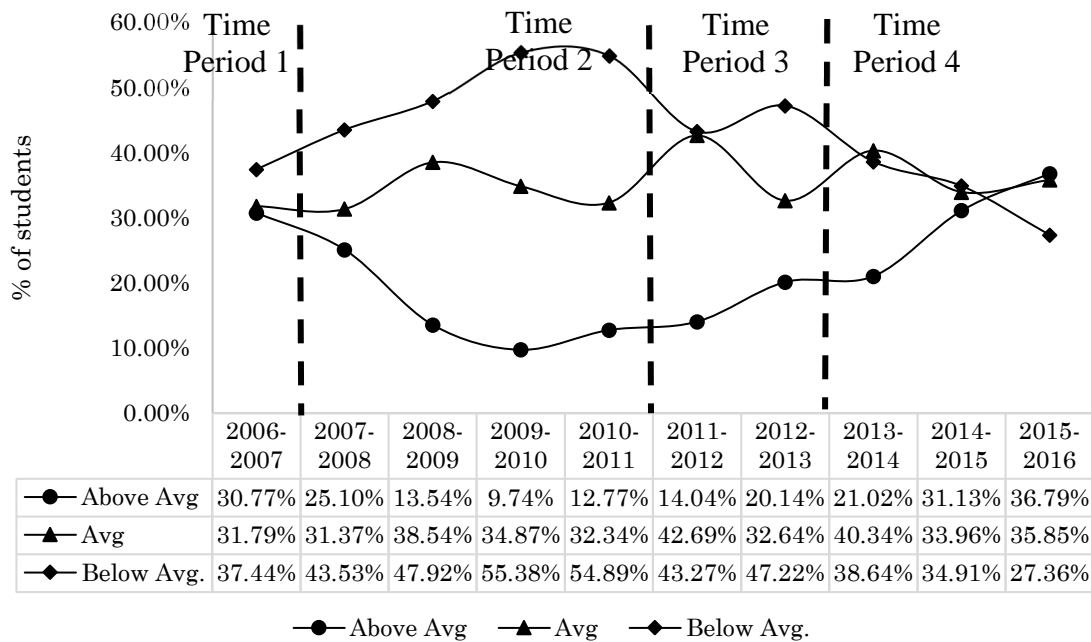 60.00%
50.00%
40.00%
30.00%
20.00%
10.00%
0.00%
% of students
Time Period 1
Time Period 2
Time Period 3
Time Period 4
2006-2007 2007-2008 2008-2009 2009-2010 2010-2011 2011-2012 2012-2013 2013-2014 2014-2015 2015-2016
Above Avg 30.77% 25.10% 13.54% 9.74% 12.77% 14.04% 20.14% 21.02% 31.13% 36.79%
Avg 31.79% 31.37% 38.54% 34.87% 32.34% 42.69% 32.64% 40.34% 33.96% 35.85%
Below Avg. 37.44% 43.53% 47.92% 55.38% 54.89% 43.27% 47.22% 38.64% 34.91% 27.36%
Above Avg Avg Below Avg.